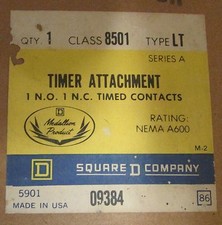 QTY 1 CLASS 8501 TYPE LT
SERIES A
TIMER ATTACHMENT
1 N.O. 1 N.C. TIMED CONTACTS
D
Medallion
Product
RATING:
NEMA A600
M-2
D SQUARE D COMPANY
5901
09384
86
MADE IN USA